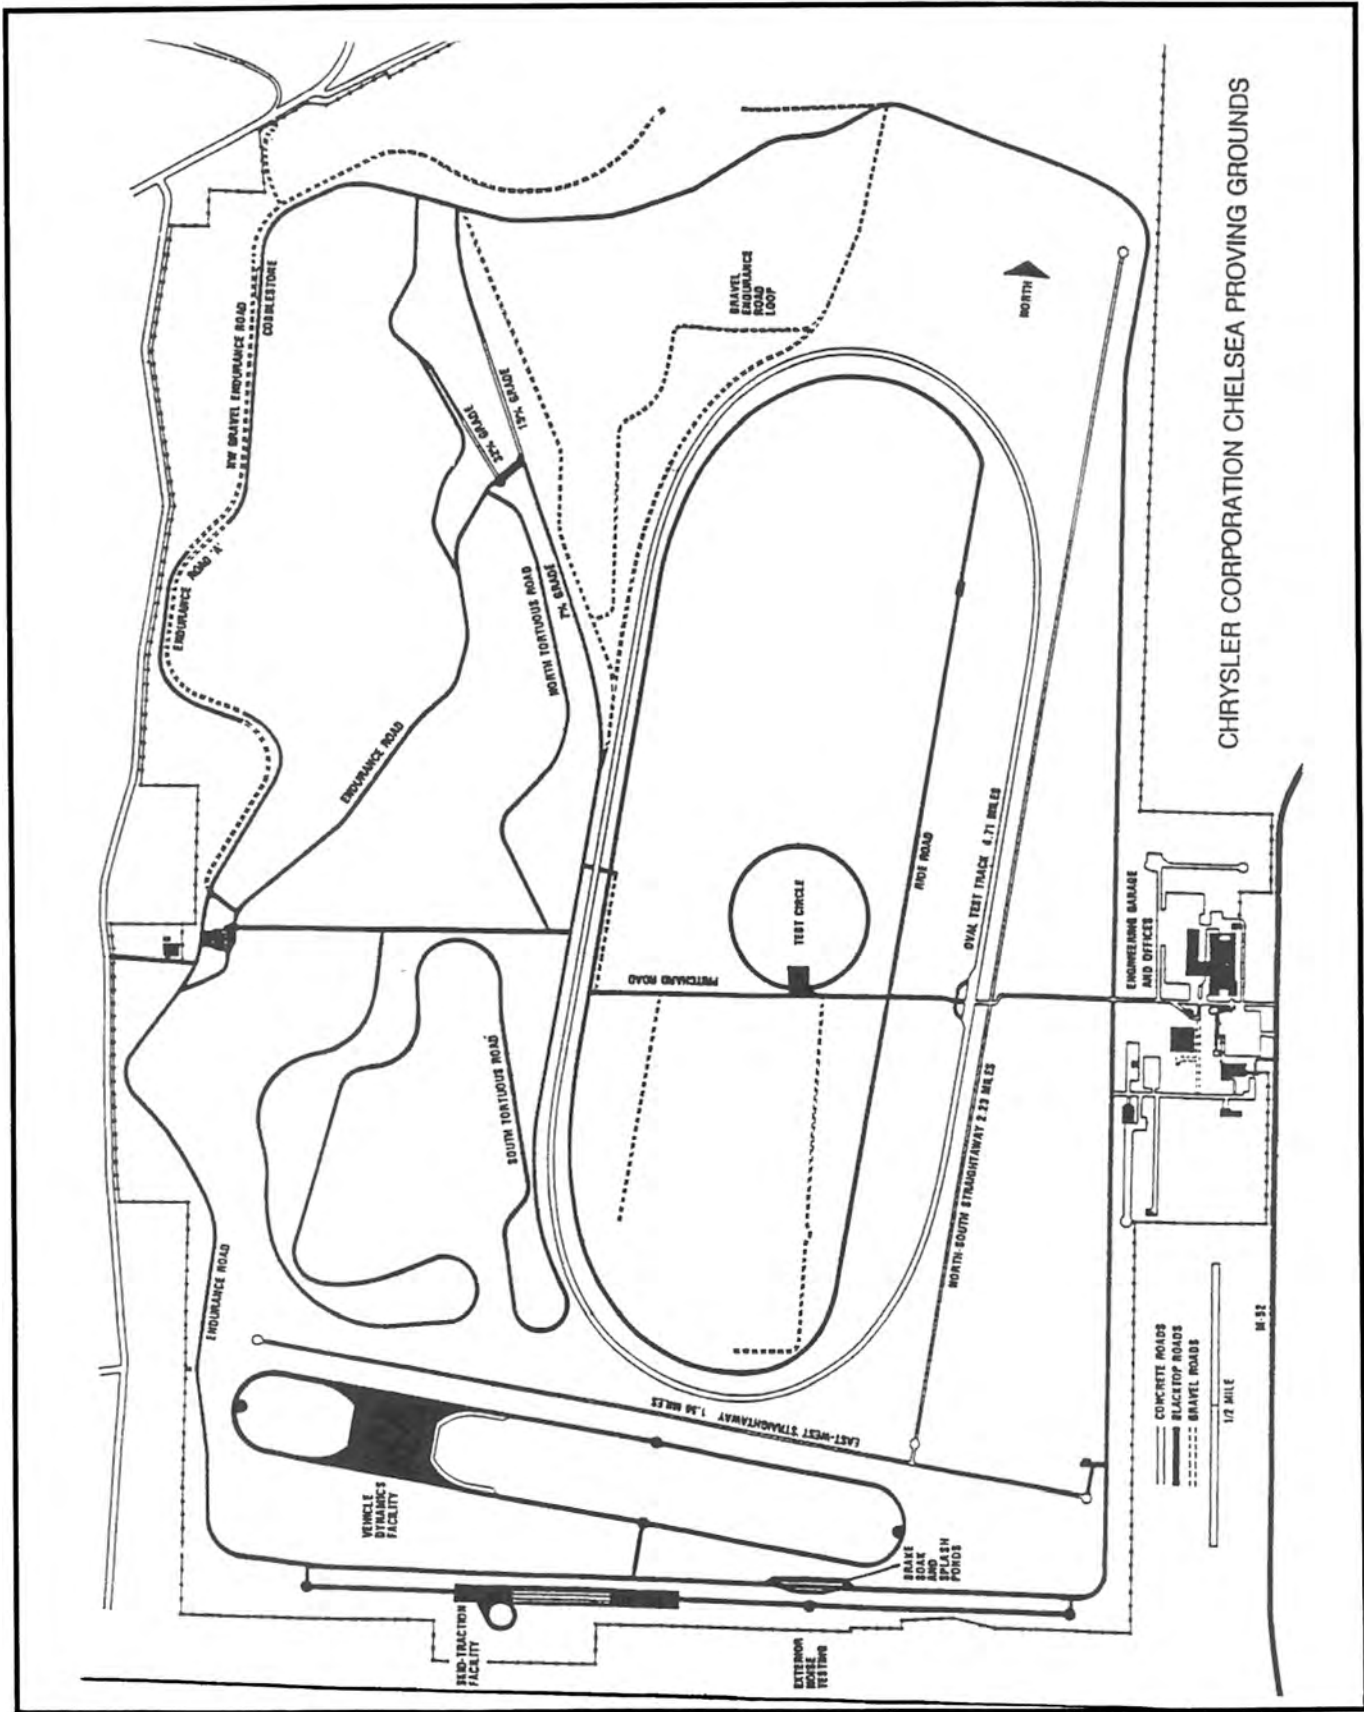 CHRYSLER CORPORATION CHELSEA PROVING GROUNDS
NORTH
GRAVEL
ENDURANCE
ROAD
LOOP
NW GRAVEL ENDURANCE ROAD
COBBLESTONE
ENDURANCE ROAD "A"
32% GRADE
15% GRADE
NORTH TORTUOUS ROAD
7% GRADE
ENDURANCE ROAD
TEST CIRCLE
RIDE ROAD
OVAL TEST TRACK 4.71 MILES
PRITCHARD ROAD
ENGINEERING GARAGE
AND OFFICES
SOUTH TORTUOUS ROAD
NORTH-SOUTH STRAIGHTAWAY 2.23 MILES
ENDURANCE ROAD
EAST-WEST STRAIGHTAWAY 1.36 MILES
VEHICLE
DYNAMICS
FACILITY
BRAKE
SOAK
AND
SPLASH
PONDS
SKID-TRACTION
FACILITY
EXTERIOR
NOISE
TESTING
CONCRETE ROADS
BLACKTOP ROADS
GRAVEL ROADS
1/2 MILE
M-52